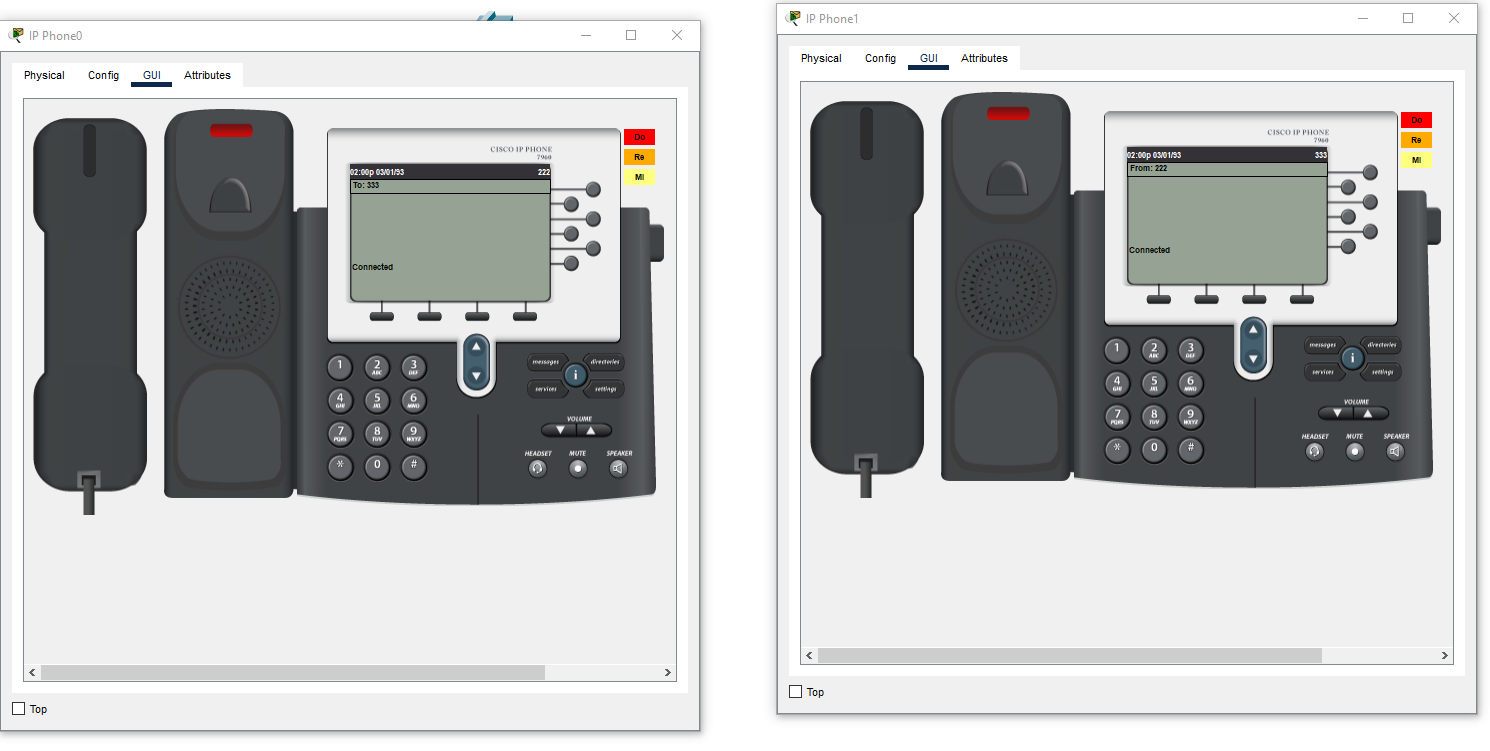 IP Phone0
Physical Config GUI Attributes
CISCO IP PHONE
7960
02:00p 03/01/93 222
To: 333
Connected
Do
Re
Mi
1 2 ABC 3 DEF
4 GHI 5 JKL 6 MNO
7 PQRS 8 TUV 9 WXYZ
* 0 #
messages directories
i
services settings
VOLUME
HEADSET MUTE SPEAKER
Top
IP Phone1
Physical Config GUI Attributes
CISCO IP PHONE
7960
02:00p 03/01/93 333
From: 222
Connected
Do
Re
Mi
1 2 ABC 3 DEF
4 GHI 5 JKL 6 MNO
7 PQRS 8 TUV 9 WXYZ
* 0 #
messages directories
i
services settings
VOLUME
HEADSET MUTE SPEAKER
Top